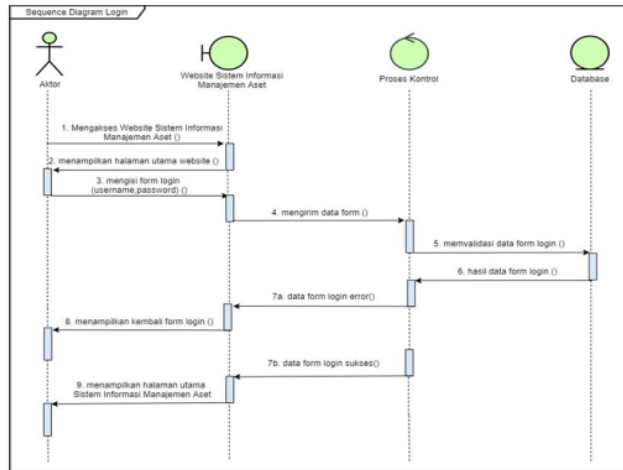 Sequence Diagram Login
Aktor
Website Sistem Informasi
Manajemen Aset
Proses Kontrol
Database
1. Mengakses Website Sistem Informasi
Manajemen Aset ()
2. menampilkan halaman utama website ()
3. mengisi form login
(username,password) ()
4. mengirim data form ()
5. memvalidasi data form login ()
6. hasil data form login ()
7a. data form login error()
8. menampilkan kembali form login ()
7b. data form login sukses()
9. menampilkan halaman utama
Sistem Informasi Manajemen Aset